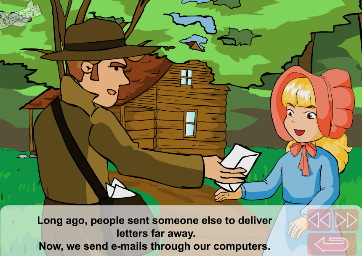 Long ago, people sent someone else to deliver
letters far away.
Now, we send e-mails through our computers.